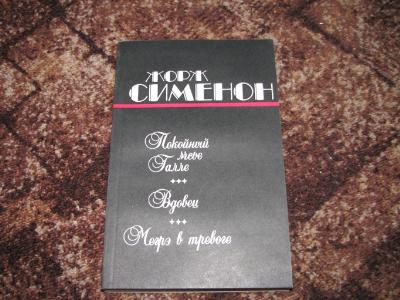 ЖОРЖ
СИМЕНОН
Покойный
месье
Галле
+++
Вдовец
+++
Мегрэ в тревоге